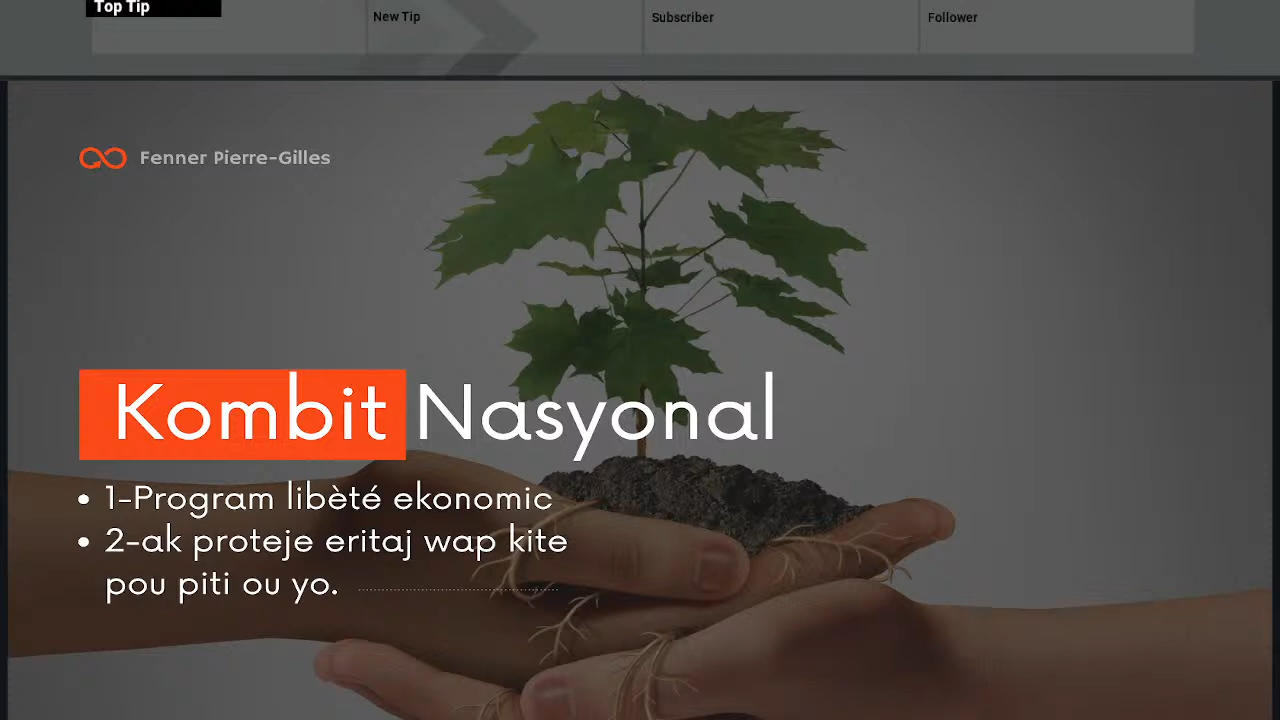 Top Tip
New Tip
Subscriber
Follower
Fenner Pierre-Gilles
Kombit Nasyonal
• 1-Program libèté ekonomic
• 2-ak proteje eritaj wap kite
pou piti ou yo.